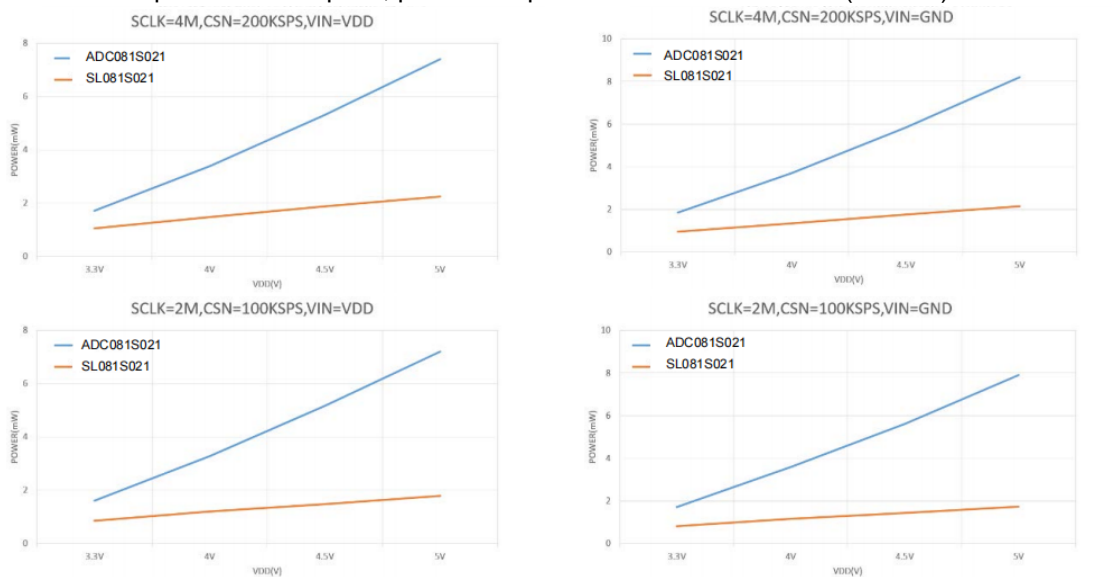 SCLK=4M,CSN=200KSPS,VIN=VDD
8
6
4
2
0
POWER(mW)
ADC081S021
SL081S021
3.3V 4V 4.5V 5V
VDD(V)
SCLK=4M,CSN=200KSPS,VIN=GND
10
8
6
4
2
0
POWER(mW)
ADC081S021
SL081S021
3.3V 4V 4.5V 5V
VDD(V)
SCLK=2M,CSN=100KSPS,VIN=VDD
8
6
4
2
0
POWER(mW)
ADC081S021
SL081S021
3.3V 4V 4.5V 5V
VDD(V)
SCLK=2M,CSN=100KSPS,VIN=GND
10
8
6
4
2
0
POWER(mW)
ADC081S021
SL081S021
3.3V 4V 4.5V 5V
VDD(V)